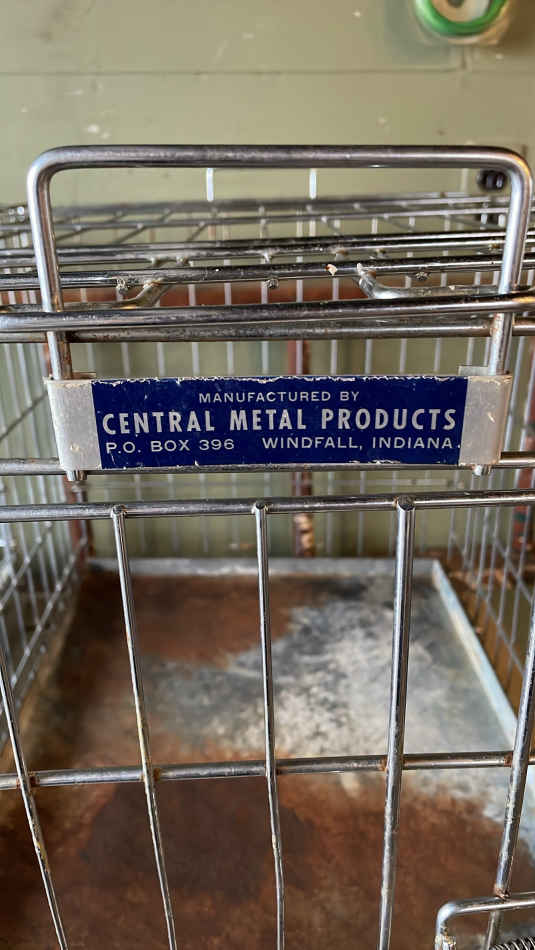 MANUFACTURED BY
CENTRAL METAL PRODUCTS
P.O. BOX 396 WINDFALL, INDIANA.